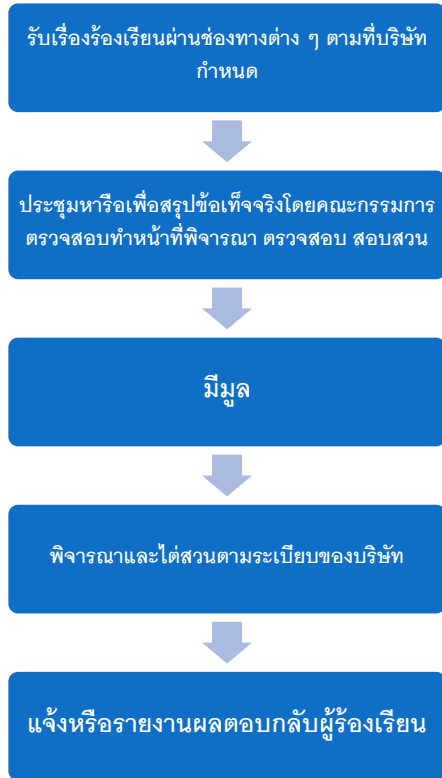 รับเรื่องร้องเรียนผ่านช่องทางต่าง ๆ ตามที่บริษัท
กำหนด
ประชุมหารือเพื่อสรุปข้อเท็จจริงโดยคณะกรรมการ
ตรวจสอบทำหน้าที่พิจารณา ตรวจสอบ สอบสวน
มีมูล
พิจารณาและไต่สวนตามระเบียบของบริษัท
แจ้งหรือรายงานผลตอบกลับผู้ร้องเรียน